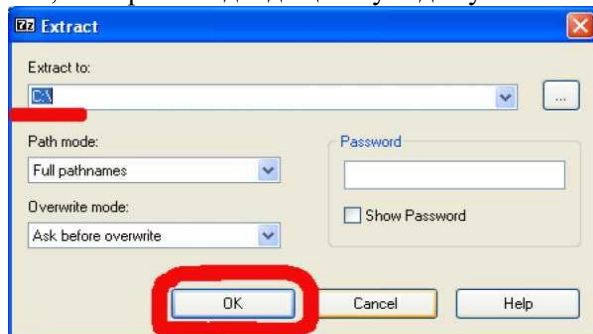 Extract
Extract to:
C:\
...
Path mode:
Password
Full pathnames
Overwrite mode:
Show Password
Ask before overwrite
OK
Cancel
Help